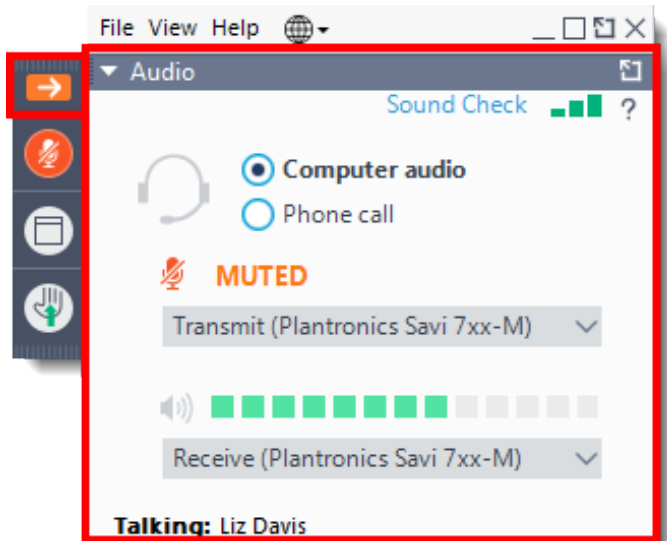 File View Help
Audio
Sound Check ?
Computer audio
Phone call
MUTED
Transmit (Plantronics Savi 7xx-M)
Receive (Plantronics Savi 7xx-M)
Talking: Liz Davis